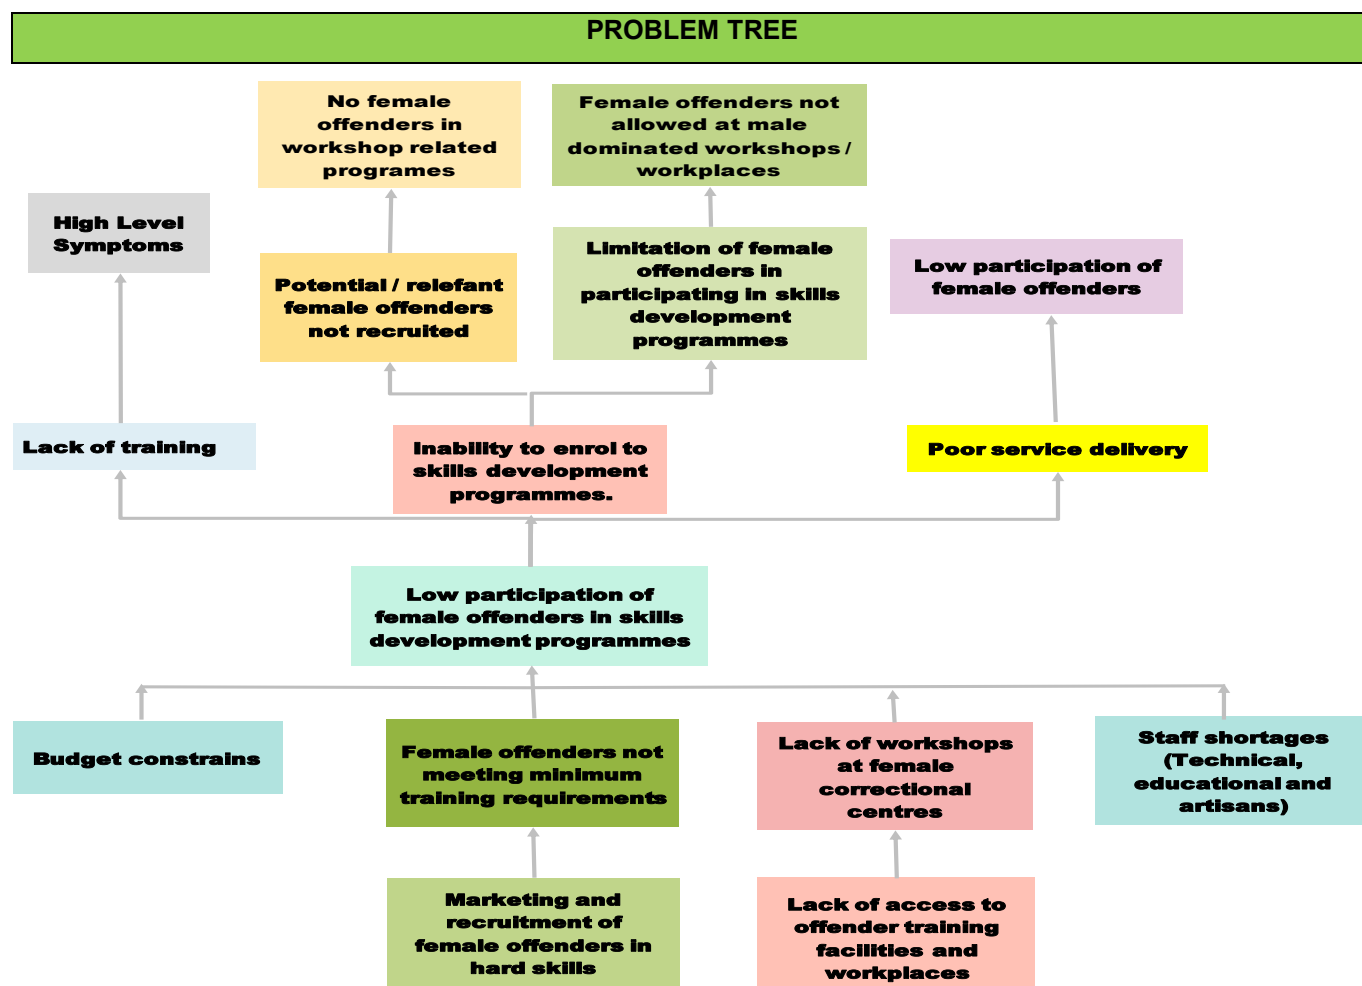 PROBLEM TREE
No female
offenders in
workshop related
programes
Female offenders not
allowed at male
dominated workshops /
workplaces
High Level
Symptoms
Potential / relefant
female offenders
not recruited
Limitation of female
offenders in
participating in skills
development
programmes
Low participation of
female offenders
Lack of training
Inability to enrol to
skills development
programmes.
Poor service delivery
Low participation of
female offenders in skills
development programmes
Budget constrains
Female offenders not
meeting minimum
training requirements
Lack of workshops
at female
correctional
centres
Staff shortages
(Technical,
educational and
artisans)
Marketing and
recruitment of
female offenders in
hard skills
Lack of access to
offender training
facilities and
workplaces